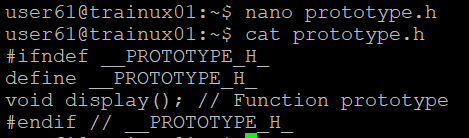 user61@trainux01:~$ nano prototype.h
user61@trainux01:~$ cat prototype.h
#ifndef __PROTOTYPE_H_
define __PROTOTYPE_H_
void display(); // Function prototype
#endif // __PROTOTYPE_H_